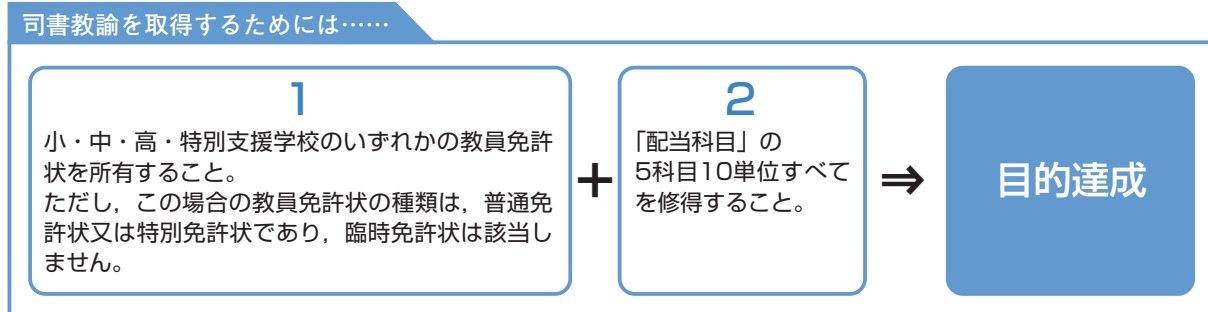 司書教諭を取得するためには……
1
小・中・高・特別支援学校のいずれかの教員免許
状を所有すること。
ただし，この場合の教員免許状の種類は，普通免
許状又は特別免許状であり，臨時免許状は該当し
ません。
＋
2
「配当科目」の
5科目10単位すべて
を修得すること。
⇒
目的達成